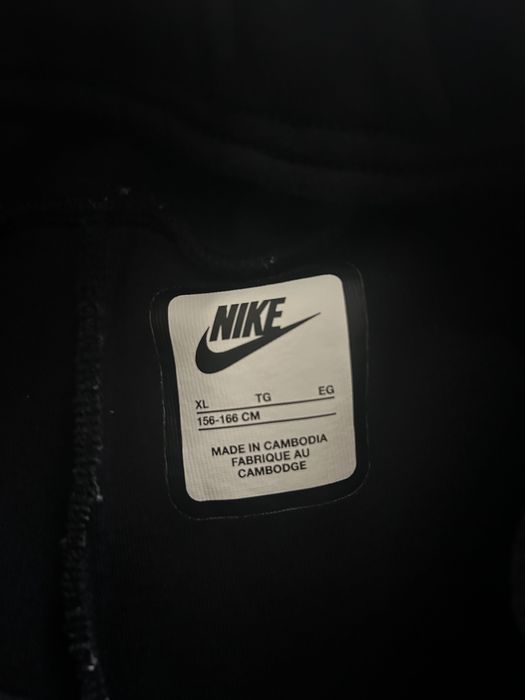 NIKE
XL TG EG
156-166 CM
MADE IN CAMBODIA
FABRIQUE AU
CAMBODGE